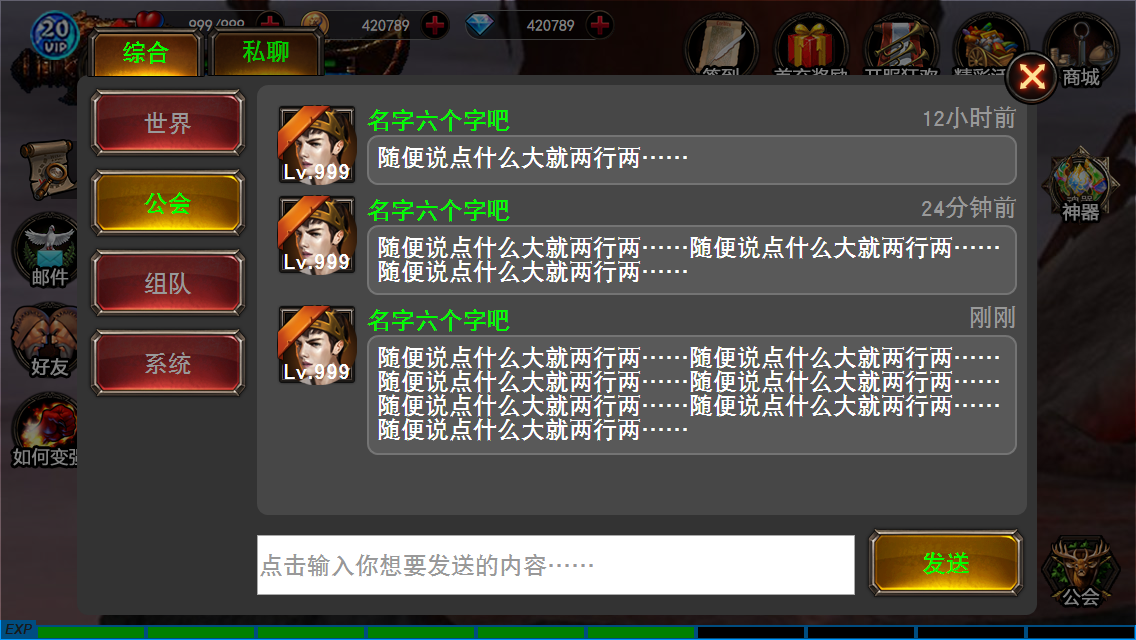 20
VIP
999/999
420789
420789
综合
私聊
商城
世界
公会
组队
系统
邮件
好友
如何变强
名字六个字吧
12小时前
Lv.999
随便说点什么大就两行两……
名字六个字吧
24分钟前
Lv.999
随便说点什么大就两行两……随便说点什么大就两行两……
随便说点什么大就两行两……
名字六个字吧
刚刚
Lv.999
随便说点什么大就两行两……随便说点什么大就两行两……
随便说点什么大就两行两……随便说点什么大就两行两……
随便说点什么大就两行两……随便说点什么大就两行两……
随便说点什么大就两行两……
神器
点击输入你想要发送的内容……
发送
公会
EXP